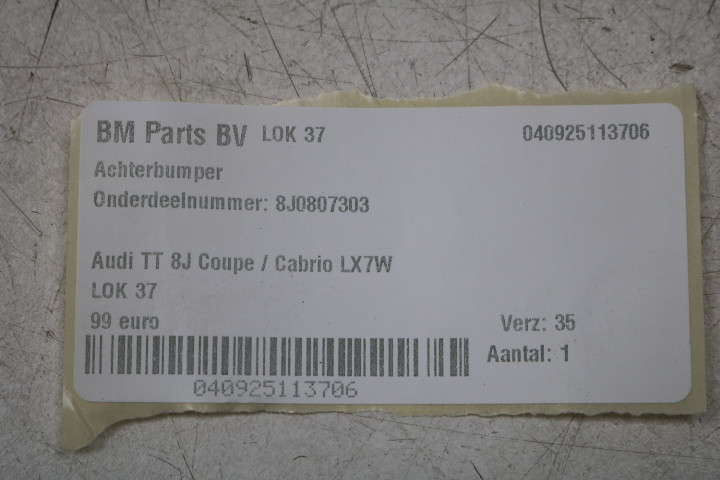 BM Parts BV LOK 37 040925113706
Achterbumper
Onderdeelnummer: 8J0807303
Audi TT 8J Coupe / Cabrio LX7W
LOK 37
99 euro Verz: 35
Aantal: 1
040925113706